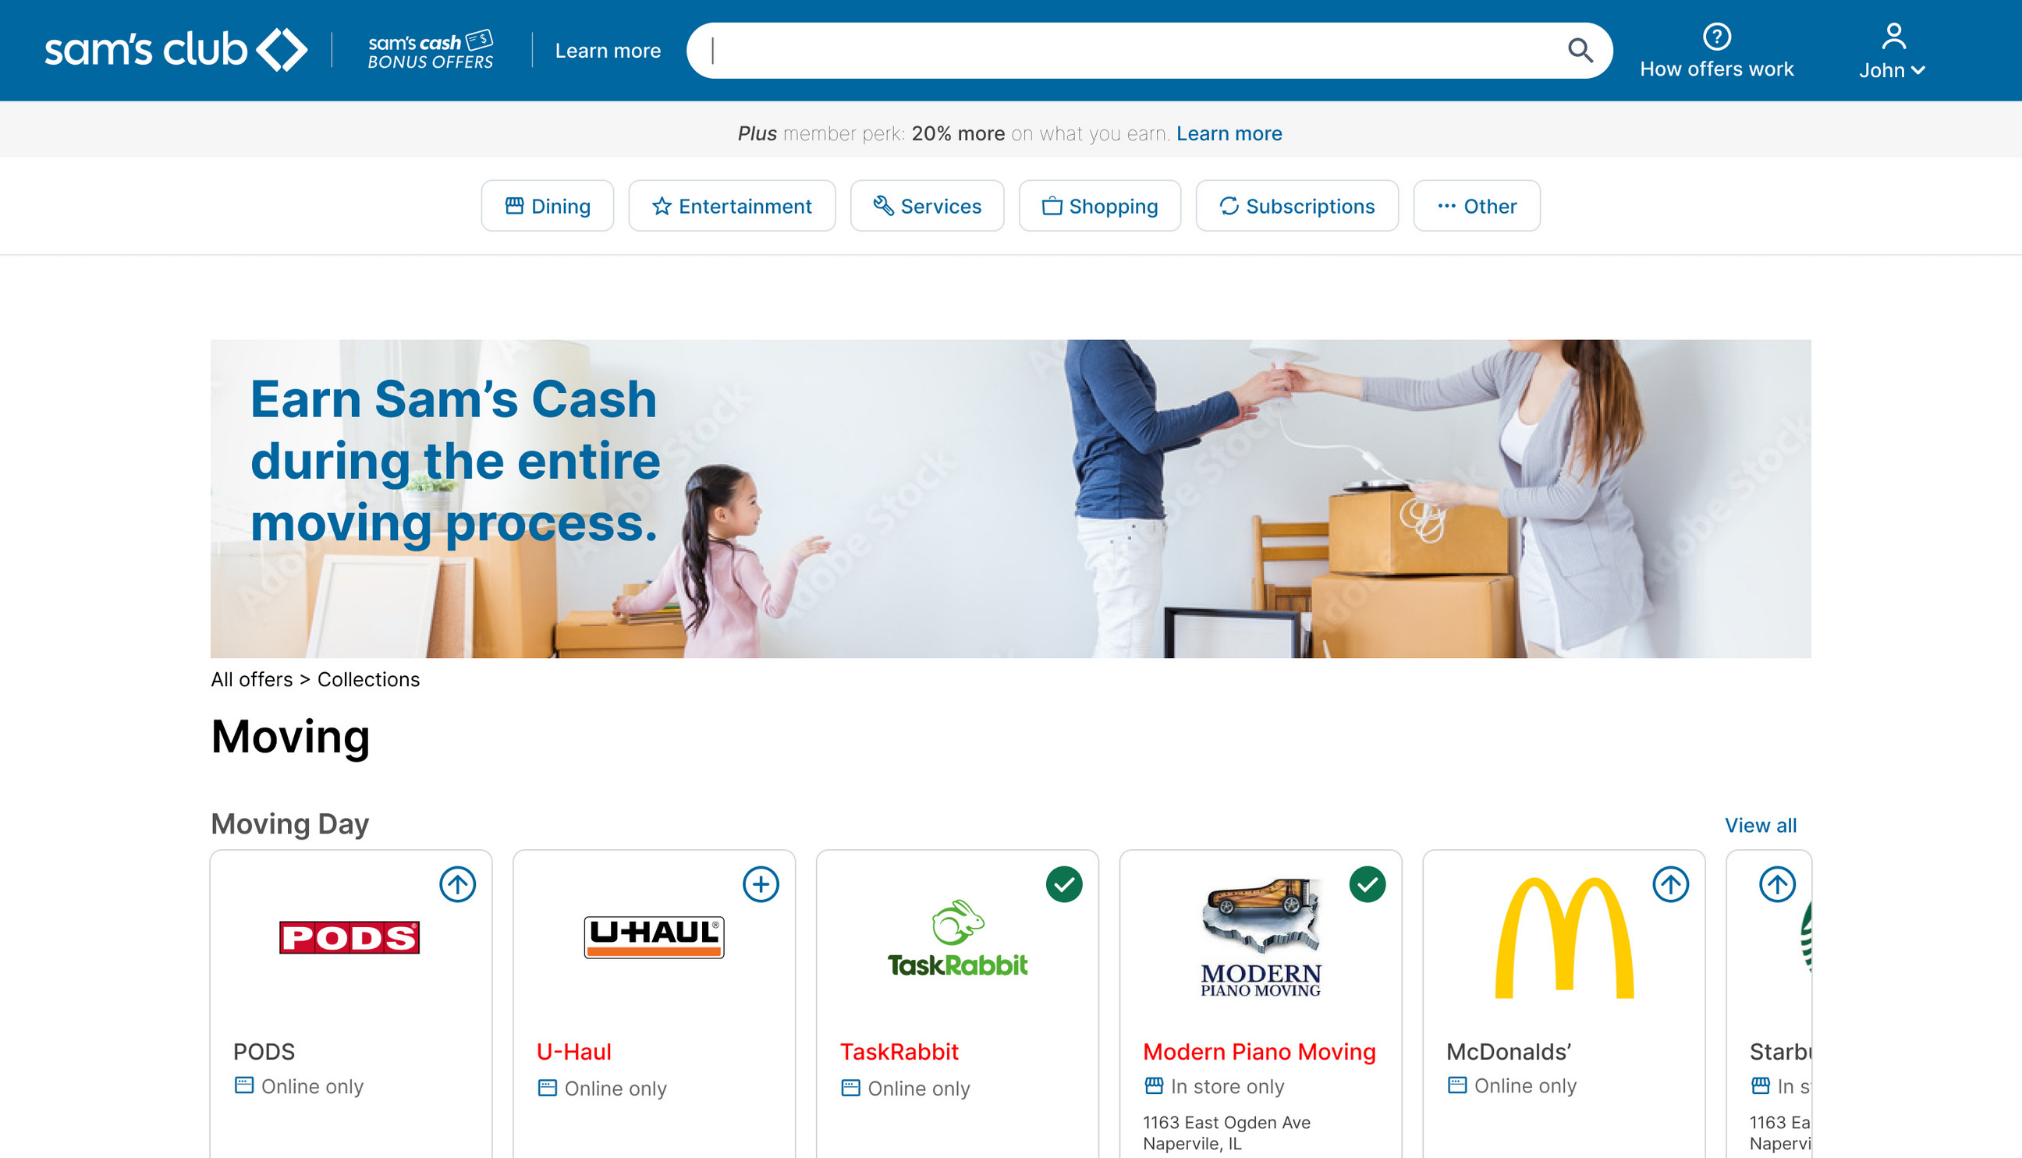 sam's club
sam's cash
BONUS OFFERS
Learn more
How offers work
John
Plus member perk: 20% more on what you earn. Learn more
Dining
Entertainment
Services
Shopping
Subscriptions
Other
Earn Sam’s Cash
during the entire
moving process.
Adobe Stock
All offers > Collections
Moving
Moving Day
View all
PODS
U-HAUL®
TaskRabbit
MODERN
PIANO MOVING
PODS
Online only
U-Haul
Online only
TaskRabbit
Online only
Modern Piano Moving
In store only
1163 East Ogden Ave
Naperville, IL
McDonalds’
Online only
Starbu
In s
1163 Ea
Napervi